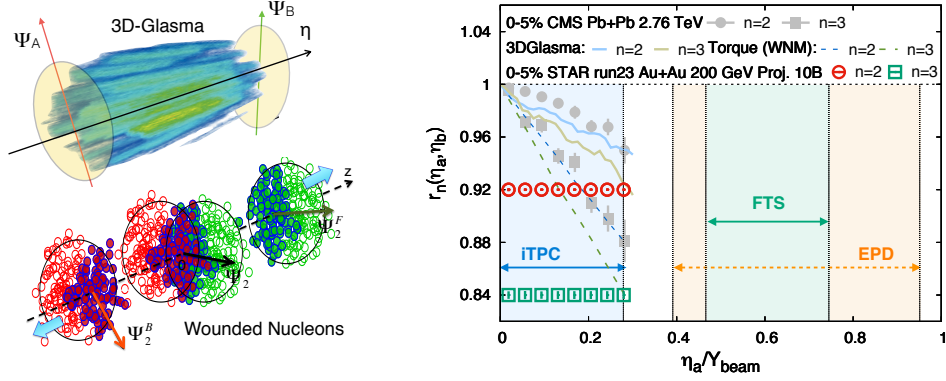 3D-Glasma
Ψ_A
Ψ_B
η
z
Ψ_2^F
Ψ_2
Ψ_2^B
Wounded Nucleons
0-5% CMS Pb+Pb 2.76 TeV n=2 n=3
3DGlasma: n=2 n=3 Torque (WNM) n=2 n=3
0-5% STAR run23 Au+Au 200 GeV Proj. 10B n=2 n=3
1.04
1
0.96
0.92
0.88
0.84
r_n(η_a,η_b)
FTS
iTPC
EPD
0 0.2 0.4 0.6 0.8 1
η_a/Y_beam